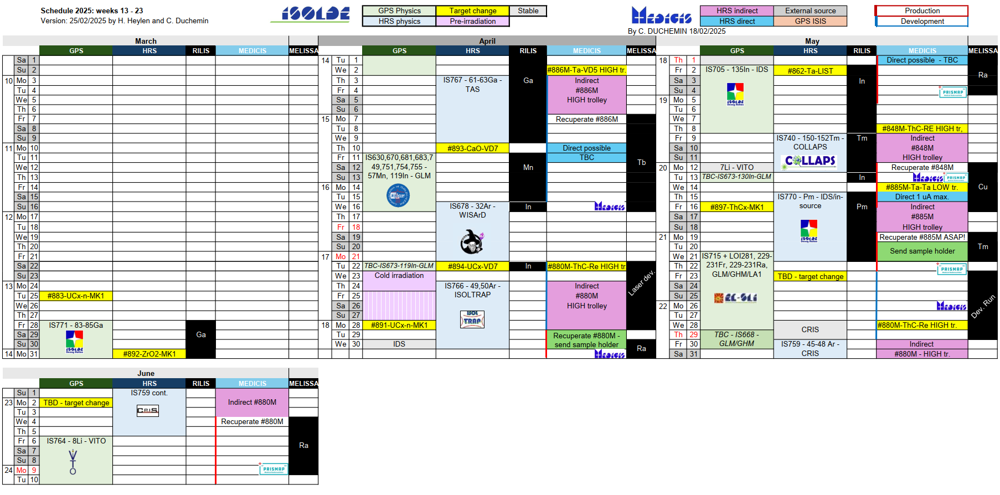 Schedule 2025: weeks 13 - 23
Version: 25/02/2025 by H. Heylen and C. Duchemin
ISOLDE
GPS Physics Target change Stable
HRS physics Pre-irradiation
MEDICIS
By C. DUCHEMIN 18/02/2025
HRS indirect External source
HRS direct GPS ISIS
Production
Development
March
GPS HRS RILIS MEDICIS MELISSA
Sa 1
Su 2
10 Mo 3
Tu 4
We 5
Th 6
Fr 7
Sa 8
Su 9
11 Mo 10
Tu 11
We 12
Th 13
Fr 14
Sa 15
Su 16
12 Mo 17
Tu 18
We 19
Th 20
Fr 21
Sa 22
Su 23
13 Mo 24
Tu 25 #883-UCx-n-MK1
We 26
Th 27
Fr 28 IS771 - 83-85Ga
Sa 29 Ga
ISOLDE
Decay Station
Su 30
14 Mo 31 #892-ZrO2-MK1
April
GPS HRS RILIS MEDICIS MELISSA
14 Tu 1
We 2 #886M-Ta-VD5 HIGH tr.
Th 3 IS767 - 61-63Ga - Ga Indirect
Fr 4 TAS #886M
Sa 5 HIGH trolley
Su 6
15 Mo 7 Recuperate #886M
Tu 8
We 9
Th 10 #893-CaO-VD7 Direct possible
Fr 11 IS630,670,681,683,7 TBC
Sa 12 49,751,754,755 - Mn Tb
Su 13 57Mn, 119In - GLM
16 Mo 14
Tu 15
We 16 IS678 - 32Ar - In MEDICIS
Th 17 WISArD
Fr 18
Sa 19
Su 20
17 Mo 21
Tu 22 TBC-IS673-119In-GLM #894-UCx-VD7 In #880M-ThC-Re HIGH tr
We 23 Cold irradiation
Laser dev.
Th 24 IS766 - 49,50Ar - Indirect
Fr 25 ISOLTRAP #880M
Sa 26 HIGH trolley
Su 27
ISOL
TRAP
18 Mo 28 #891-UCx-n-MK1
Tu 29 Recuperate #880M -
We 30 IDS send sample holder Ra
MEDICIS
May
GPS HRS RILIS MEDICIS MELISSA
18 Th 1 Direct possible - TBC
Fr 2 IS705 - 135In - IDS #862-Ta-LIST Ra
Sa 3 In
Su 4 PRISMAP
ISOLDE
Decay Station
19 Mo 5
Tu 6
We 7
Th 8 #848M-ThC-RE HIGH tr,
Fr 9 IS740 - 150-152Tm - Tm Indirect
Sa 10 COLLAPS #848M
Su 11 HIGH trolley
COLLAPS
20 Mo 12 7Li - VITO Recuperate #848M
Tu 13 TBC-IS673-130In-GLM In MEDICIS PRISMAP
We 14 #885M-Ta-Ta LOW tr. Cu
Th 15 IS770 - Pm - IDS/in- Direct 1 uA max.
Fr 16 #897-ThCx-MK1 source Pm Indirect
Sa 17 #885M
Su 18 HIGH trolley
ISOLDE
Decay Station
21 Mo 19 Recuperate #885M ASAP!
Tu 20 Send sample holder Tm
We 21 IS715 + LOI281, 229-
Th 22 231Fr, 229-231Ra, PRISMAP
Fr 23 GLM/GHM/LA1 TBD - target change
Sa 24
Su 25
22 Mo 26 MEDICIS
Dev. Run
Tu 27
We 28 CRIS #880M-ThC-Re HIGH tr.
Th 29 TBC - IS668 -
Fr 30 GLM/GHM IS759 - 45-48 Ar - Indirect
Sa 31 CRIS #880M - HIGH tr.
June
GPS HRS RILIS MEDICIS MELISSA
Su 1 IS759 cont.
23 Mo 2 TBD - target change Indirect #880M
Tu 3 CRIS
We 4 Recuperate #880M
Th 5
Fr 6 IS764 - 8Li - VITO Ra
Sa 7
Su 8
VITO
24 Mo 9 PRISMAP
Tu 10